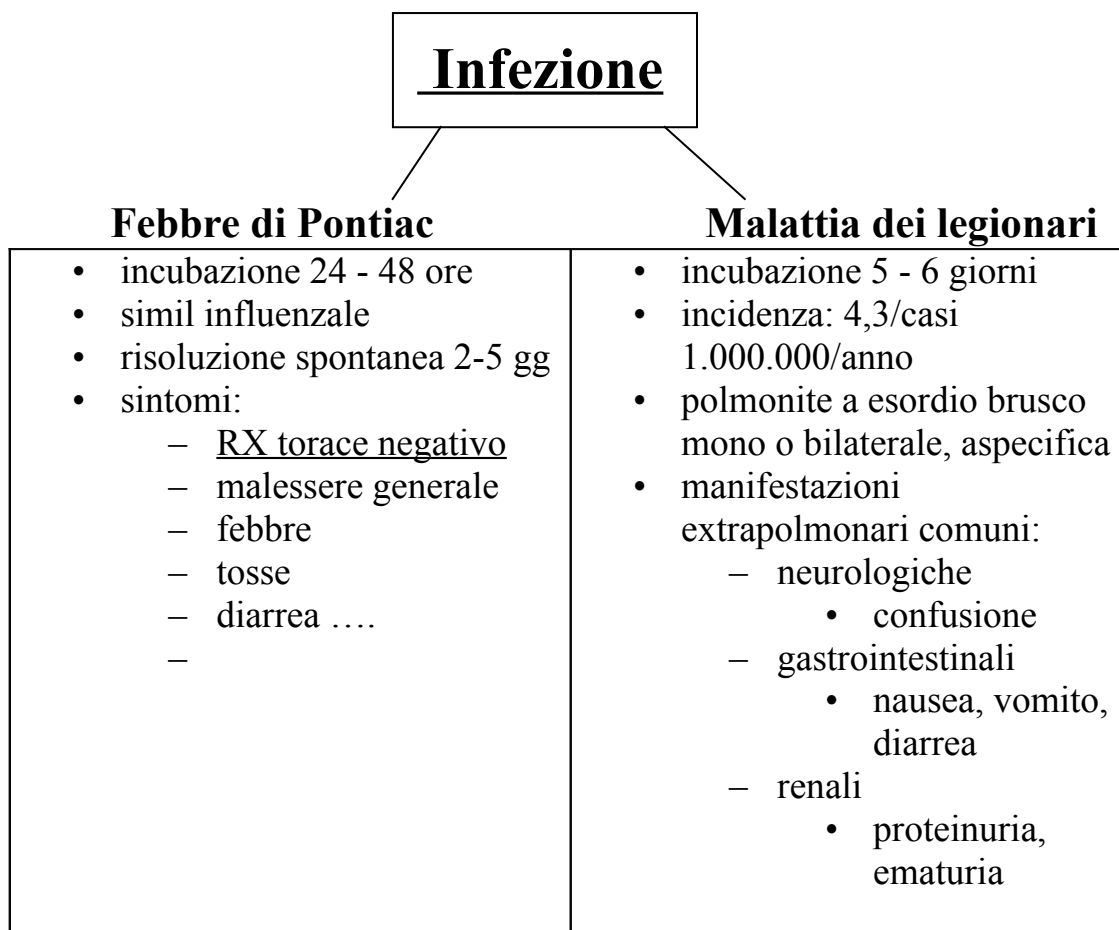 Infezione
Febbre di Pontiac
• incubazione 24 - 48 ore
• simil influenzale
• risoluzione spontanea 2-5 gg
• sintomi:
– RX torace negativo
– malessere generale
– febbre
– tosse
– diarrea ….
–
Malattia dei legionari
• incubazione 5 - 6 giorni
• incidenza: 4,3/casi
1.000.000/anno
• polmonite a esordio brusco
mono o bilaterale, aspecifica
• manifestazioni
extrapolmonari comuni:
– neurologiche
• confusione
– gastrointestinali
• nausea, vomito,
diarrea
– renali
• proteinuria,
ematuria